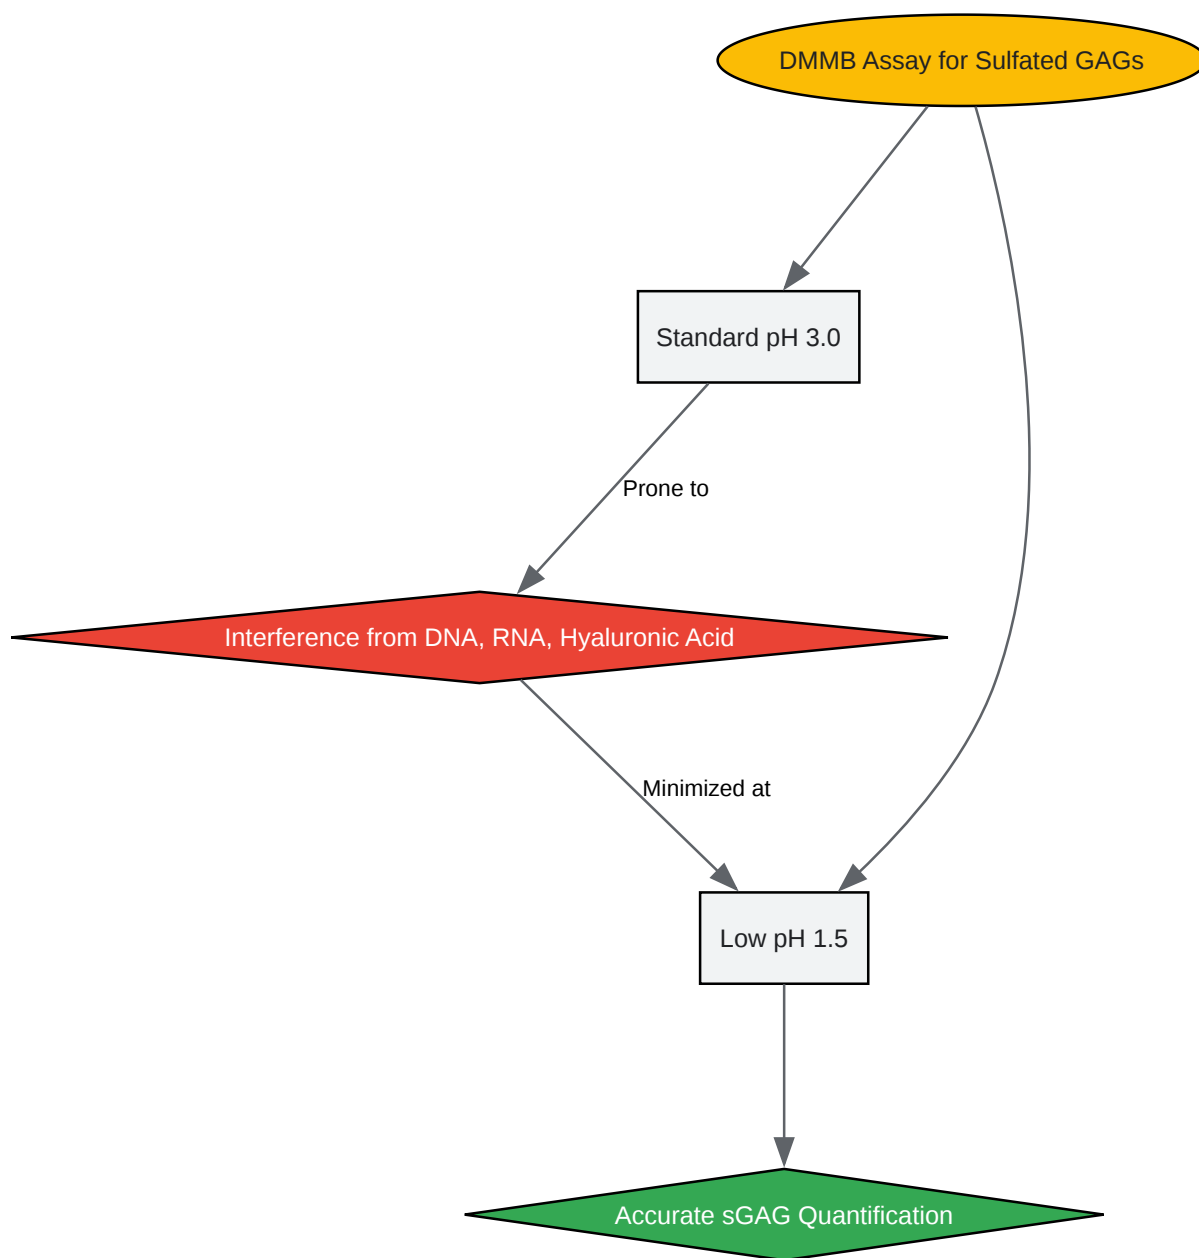 DMMB Assay for Sulfated GAGs
Standard pH 3.0
Prone to
Interference from DNA, RNA, Hyaluronic Acid
Minimized at
Low pH 1.5
Accurate sGAG Quantification